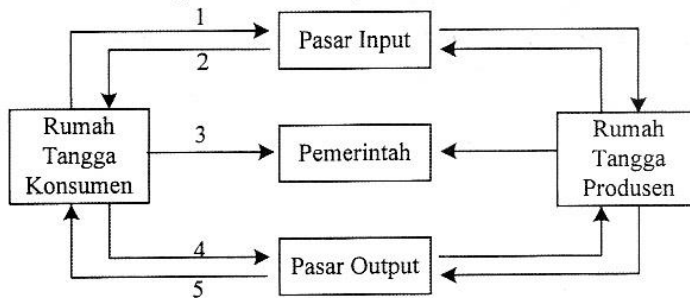 1
Pasar Input
2
Rumah
Tangga
Konsumen
3
Pemerintah
Rumah
Tangga
Produsen
4
Pasar Output
5